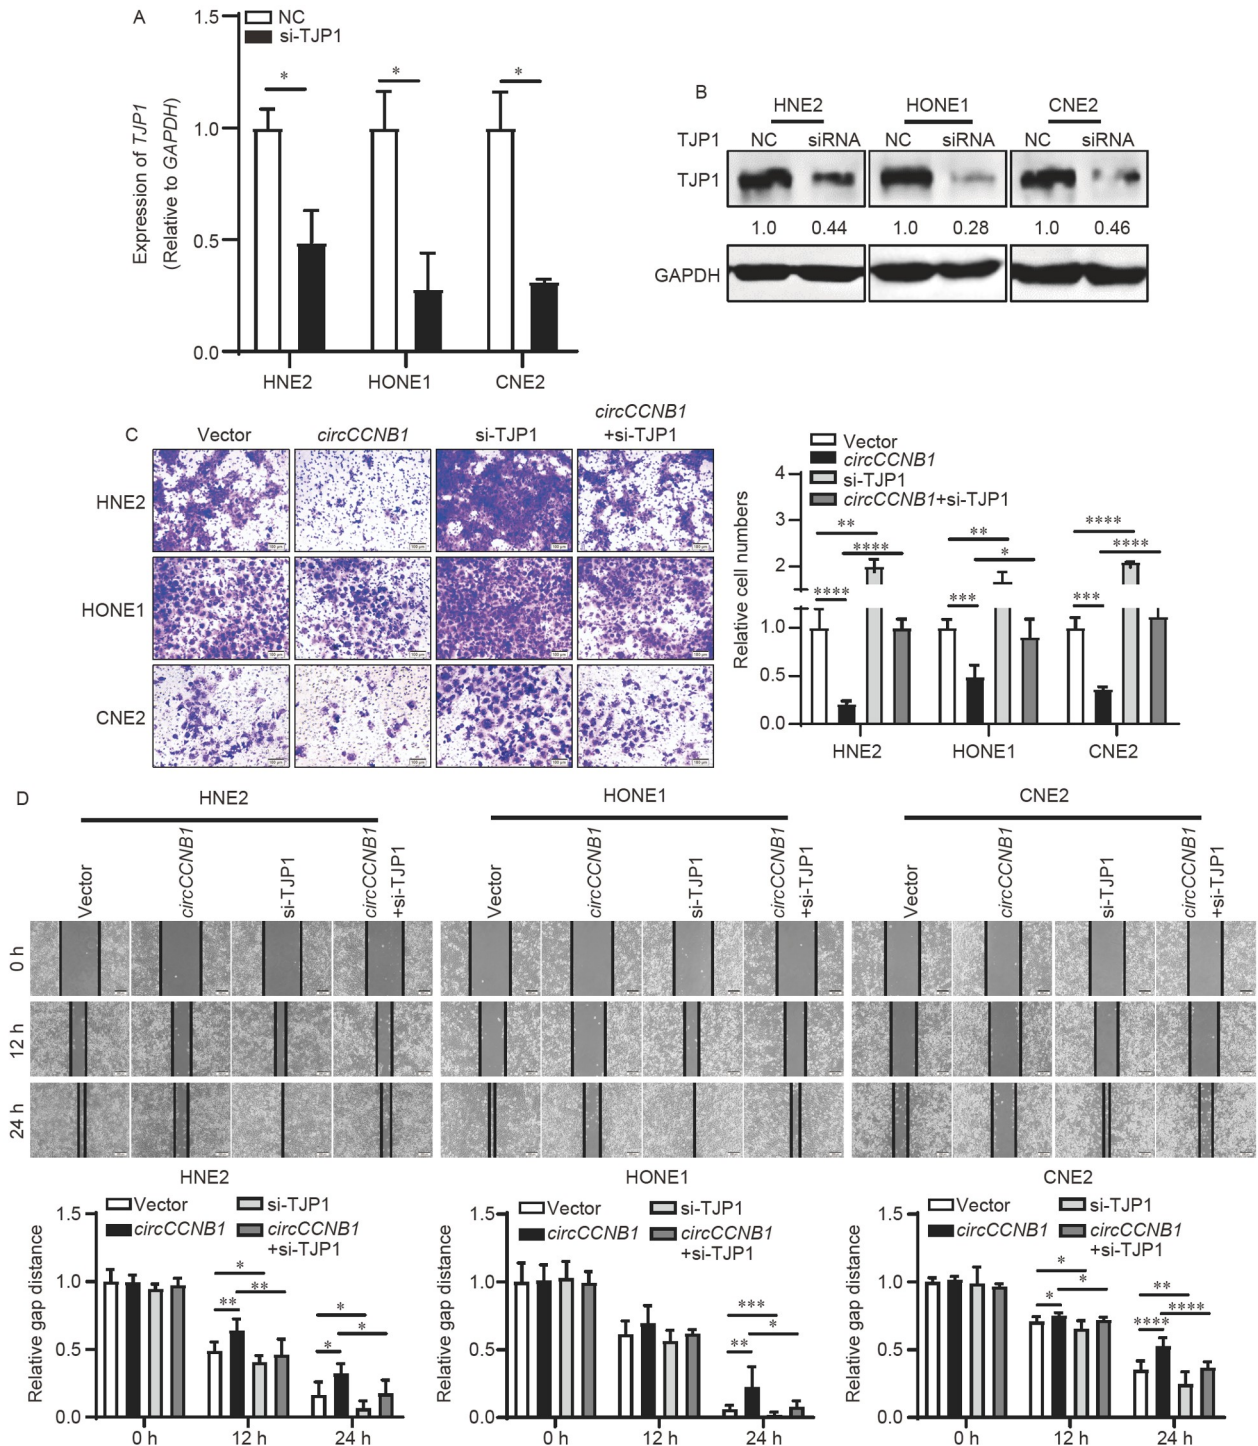 A
NC
si-TJP1
*
*
*
Expression of TJP1
(Relative to GAPDH)
1.5
1.0
0.5
0.0
HNE2
HONE1
CNE2
B
HNE2
HONE1
CNE2
TJP1
NC
siRNA
NC
siRNA
NC
siRNA
TJP1
1.0
0.44
1.0
0.28
1.0
0.46
GAPDH
C
Vector
circCCNB1
si-TJP1
circCCNB1
+si-TJP1
HNE2
HONE1
CNE2
Vector
circCCNB1
si-TJP1
circCCNB1+si-TJP1
Relative cell numbers
4
3
2
1.0
0.5
0.0
**
****
****
**
*
***
****
****
***
HNE2
HONE1
CNE2
D
HNE2
HONE1
CNE2
Vector
circCCNB1
si-TJP1
circCCNB1
+si-TJP1
Vector
circCCNB1
si-TJP1
circCCNB1
+si-TJP1
Vector
circCCNB1
si-TJP1
circCCNB1
+si-TJP1
0 h
12 h
24 h
HNE2
Vector
si-TJP1
circCCNB1
circCCNB1
+si-TJP1
Relative gap distance
1.5
1.0
0.5
0.0
*
**
**
*
*
*
0 h
12 h
24 h
HONE1
Vector
si-TJP1
circCCNB1
circCCNB1
+si-TJP1
Relative gap distance
1.5
1.0
0.5
0.0
***
*
**
0 h
12 h
24 h
CNE2
Vector
si-TJP1
circCCNB1
circCCNB1
+si-TJP1
Relative gap distance
1.5
1.0
0.5
0.0
*
*
*
**
****
****
0 h
12 h
24 h